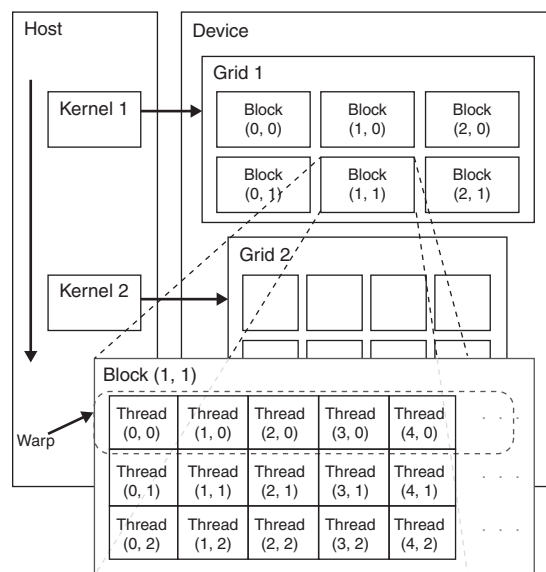 Host
Device
Grid 1
Kernel 1
Block
(0, 0)
Block
(1, 0)
Block
(2, 0)
Block
(0, 1)
Block
(1, 1)
Block
(2, 1)
Grid 2
Kernel 2
Block (1, 1)
Warp
Thread
(0, 0)
Thread
(1, 0)
Thread
(2, 0)
Thread
(3, 0)
Thread
(4, 0)
. . .
Thread
(0, 1)
Thread
(1, 1)
Thread
(2, 1)
Thread
(3, 1)
Thread
(4, 1)
. . .
Thread
(0, 2)
Thread
(1, 2)
Thread
(2, 2)
Thread
(3, 2)
Thread
(4, 2)
. . .